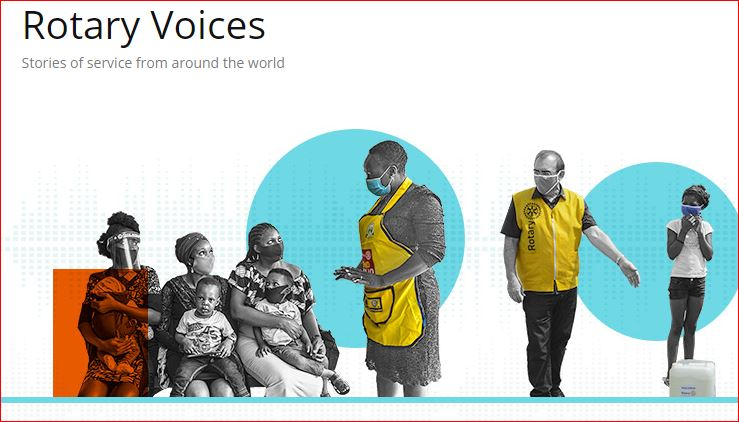 Rotary Voices
Stories of service from around the world
Rotary